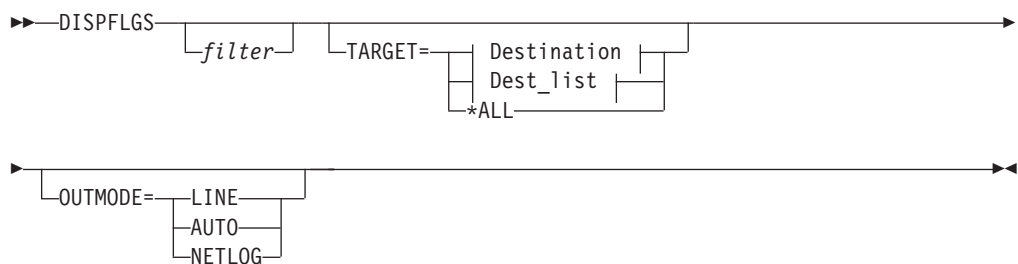 DISPFLGS
filter
TARGET= Destination
Dest_list
*ALL
OUTMODE= LINE
AUTO
NETLOG